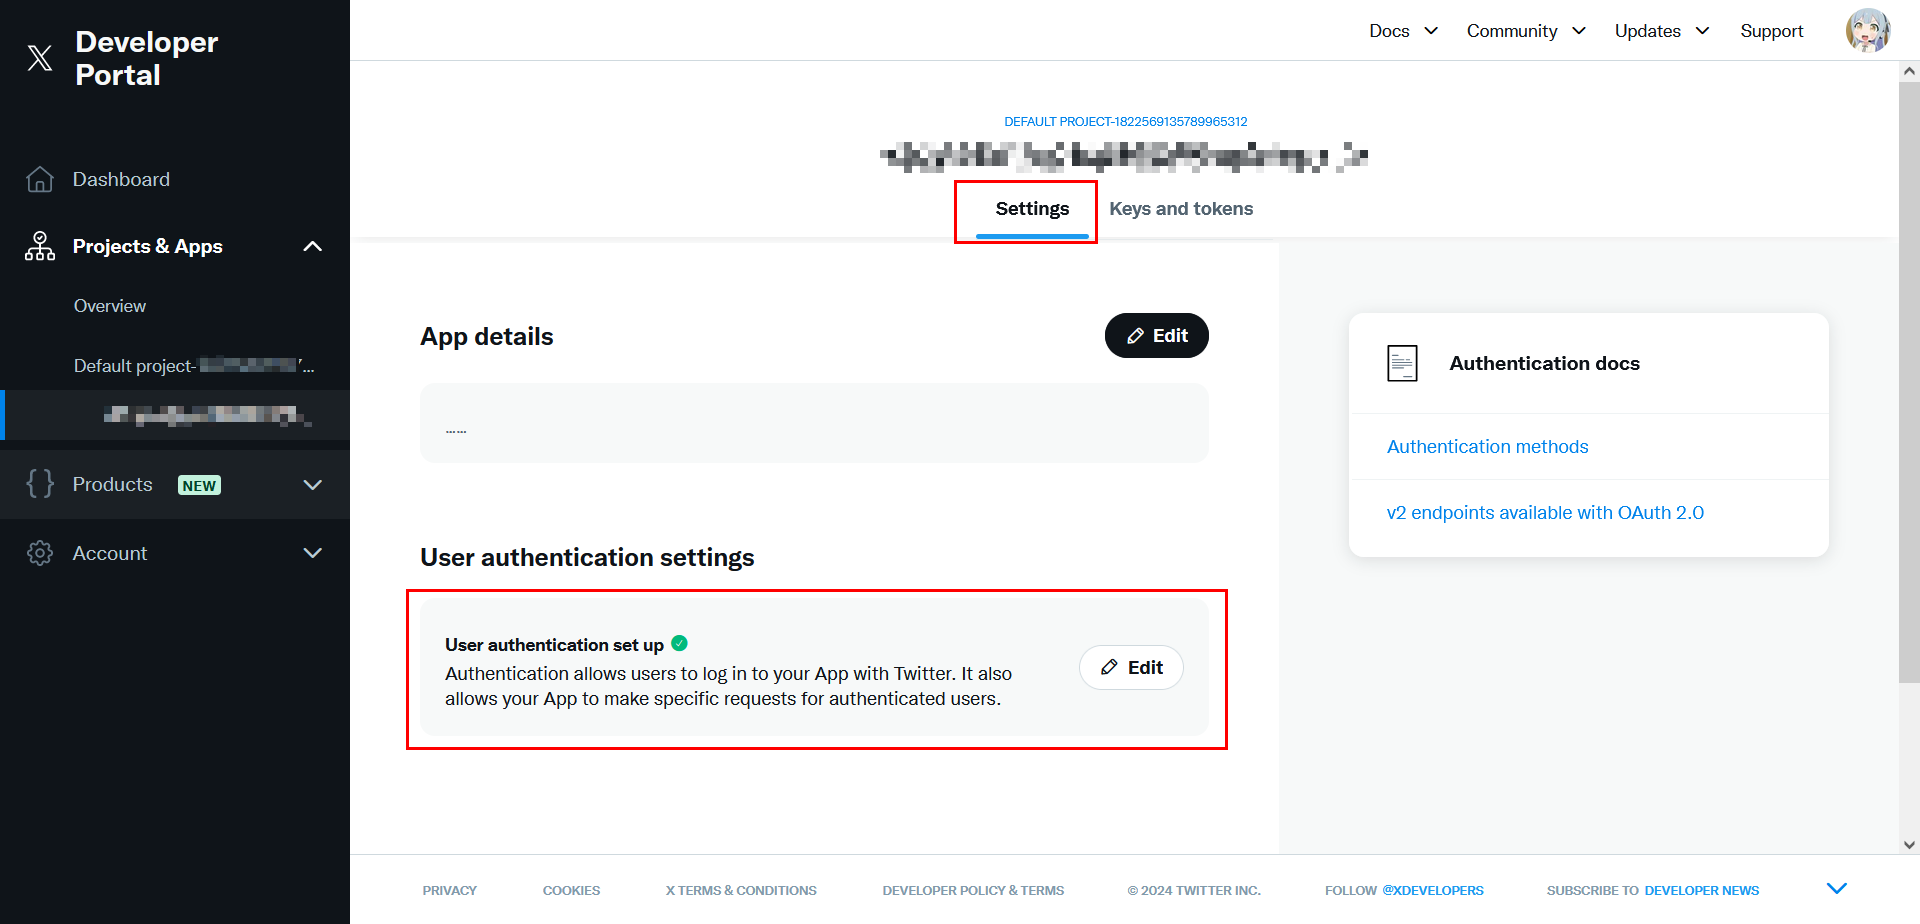 Developer
Portal
Docs
Community
Updates
Support
Dashboard
Projects & Apps
Overview
Default project-
...
Products
NEW
Account
DEFAULT PROJECT-1822569135789965312
Settings
Keys and tokens
App details
Edit
......
User authentication settings
User authentication set up
Authentication allows users to log in to your App with Twitter. It also
allows your App to make specific requests for authenticated users.
Edit
Authentication docs
Authentication methods
v2 endpoints available with OAuth 2.0
PRIVACY
COOKIES
X TERMS & CONDITIONS
DEVELOPER POLICY & TERMS
© 2024 TWITTER INC.
FOLLOW @XDEVELOPERS
SUBSCRIBE TO DEVELOPER NEWS